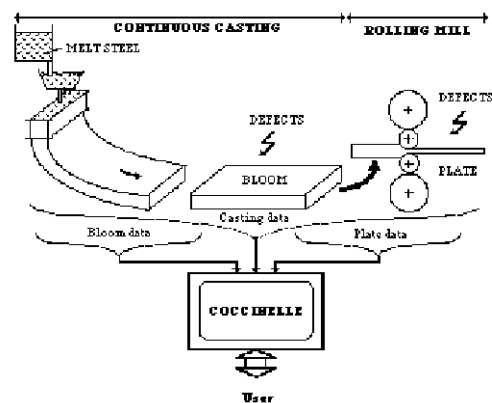 CONTINUOUS CASTING
ROLLING MILL
MELT STEEL
DEFECTS
DEFECTS
BLOOM
PLATE
Casting data
Bloom data
Plate data
COCCINELLE
User